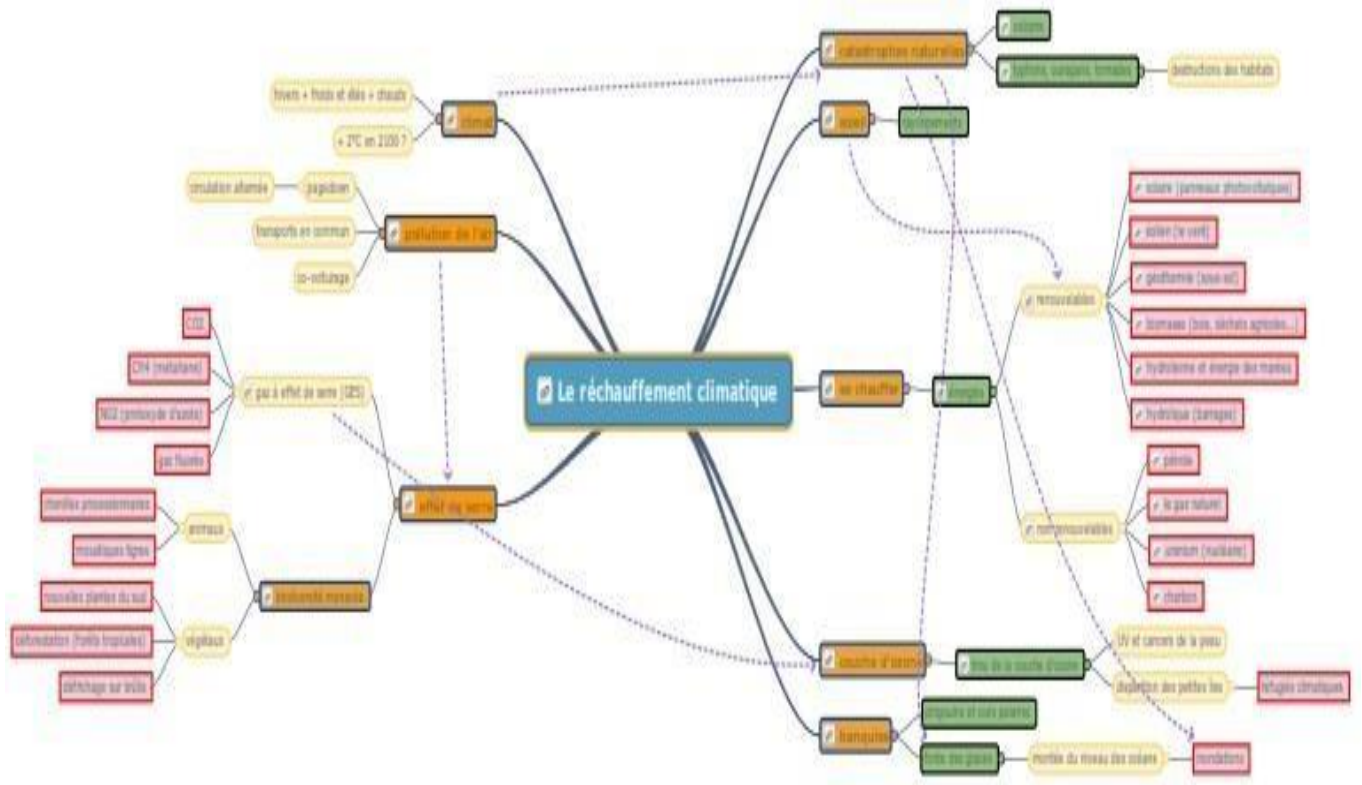 Le réchauffement climatique
climat
hivers + froids et étés + chauds
+ 2°C en 2100 ?
pollution de l'air
circulation alternée
transports en commun
co-voiturage
effet de serre
gaz à effet de serre (GES)
CO2
CH4 (méthane)
NO2 (protoxyde d'azote)
gaz fluorés
biodiversité menacée
animaux
chenilles processionnaires
moustiques tigres
végétaux
nouvelles plantes du sud
déforestation (forêts tropicales)
défrichage sur brûlis
catastrophes naturelles
typhons, ouragans, tornades
destructions des habitats
soleil
se chauffer
énergies
renouvelables
solaire (panneaux photovoltaïques)
éolien (le vent)
géothermie (sous-sol)
biomasse (bois, déchets agricoles...)
hydrolienne et énergie des marées
hydrolique (barrages)
non renouvelables
pétrole
le gaz naturel
uranium (nucléaire)
charbon
couche d'ozone
trou de la couche d'ozone
UV et cancers de la peau
disparition des petites îles
réfugiés climatiques
banquise
pingouins et ours polaires
fonte des glaces
montée du niveau des océans
inondations